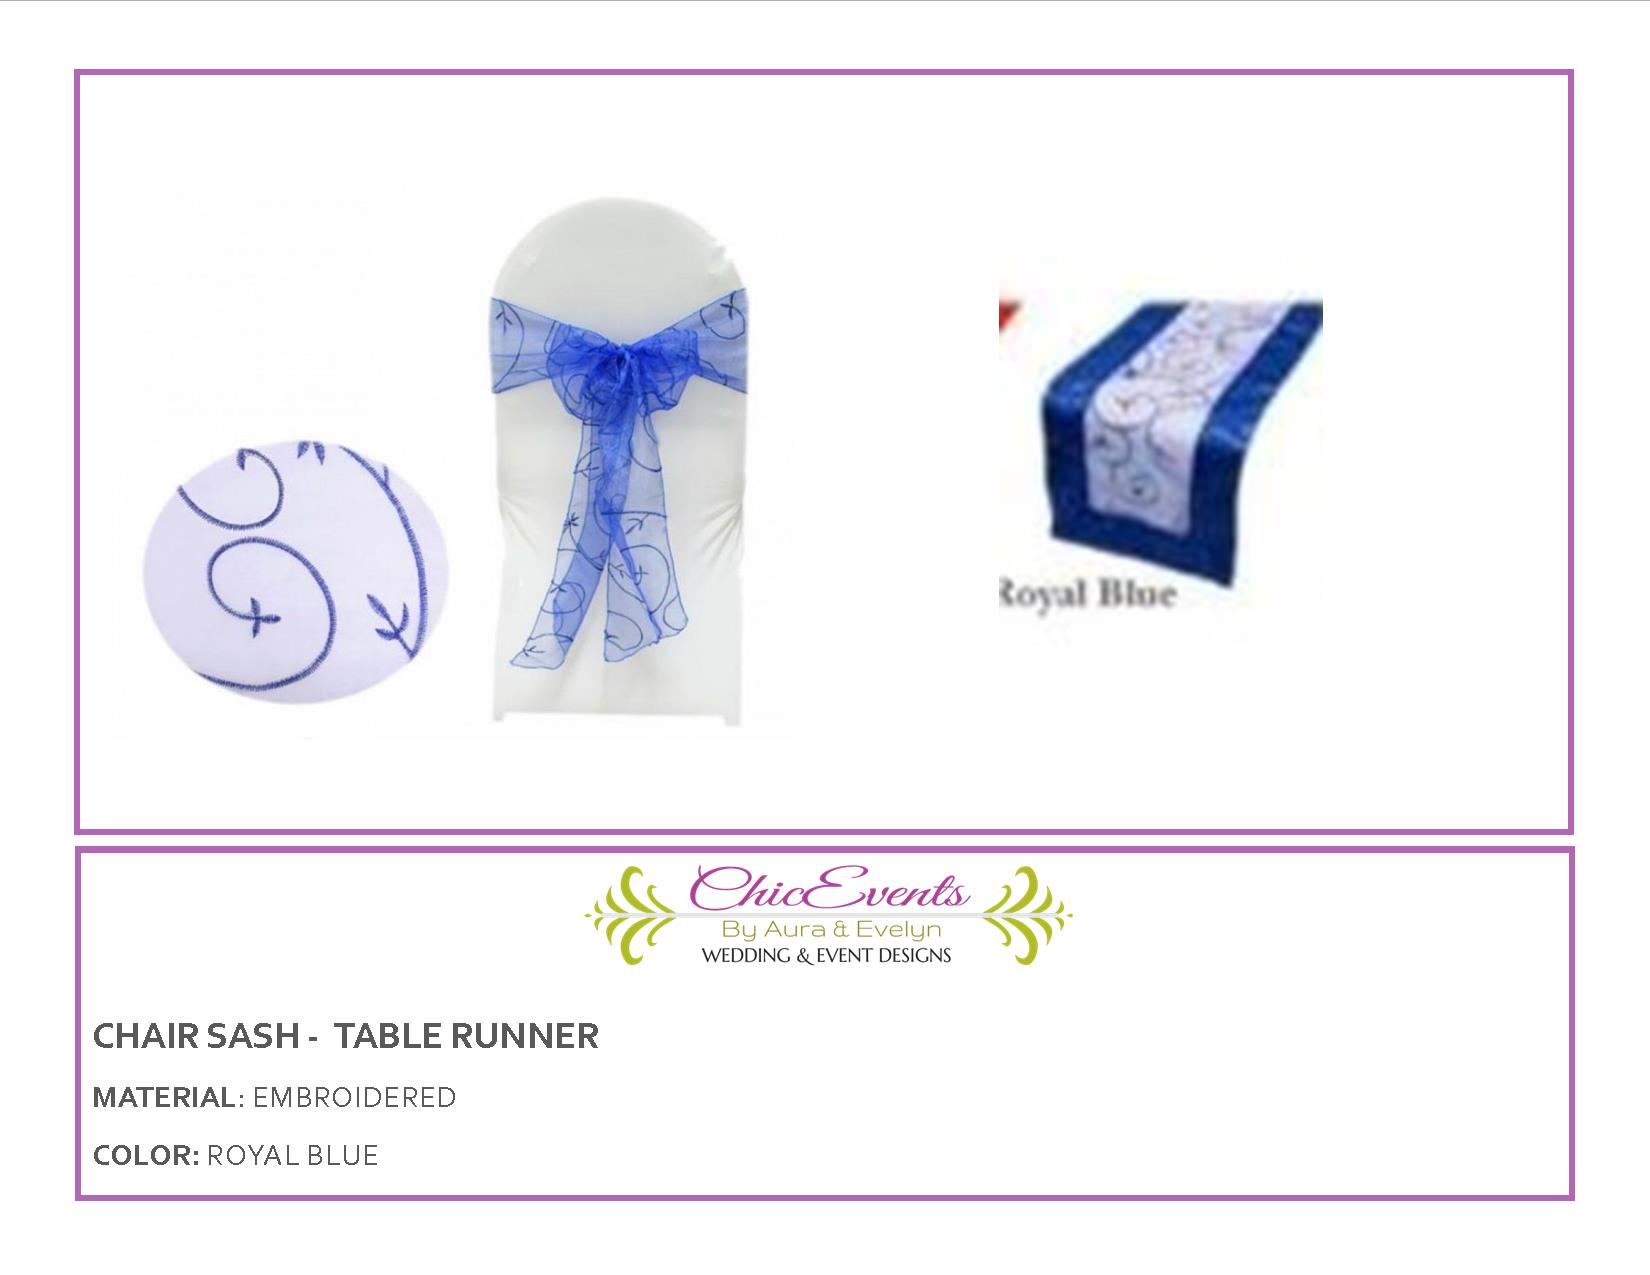 Royal Blue
ChicEvents
By Aura & Evelyn
WEDDING & EVENT DESIGNS
CHAIR SASH - TABLE RUNNER
MATERIAL: EMBROIDERED
COLOR: ROYAL BLUE